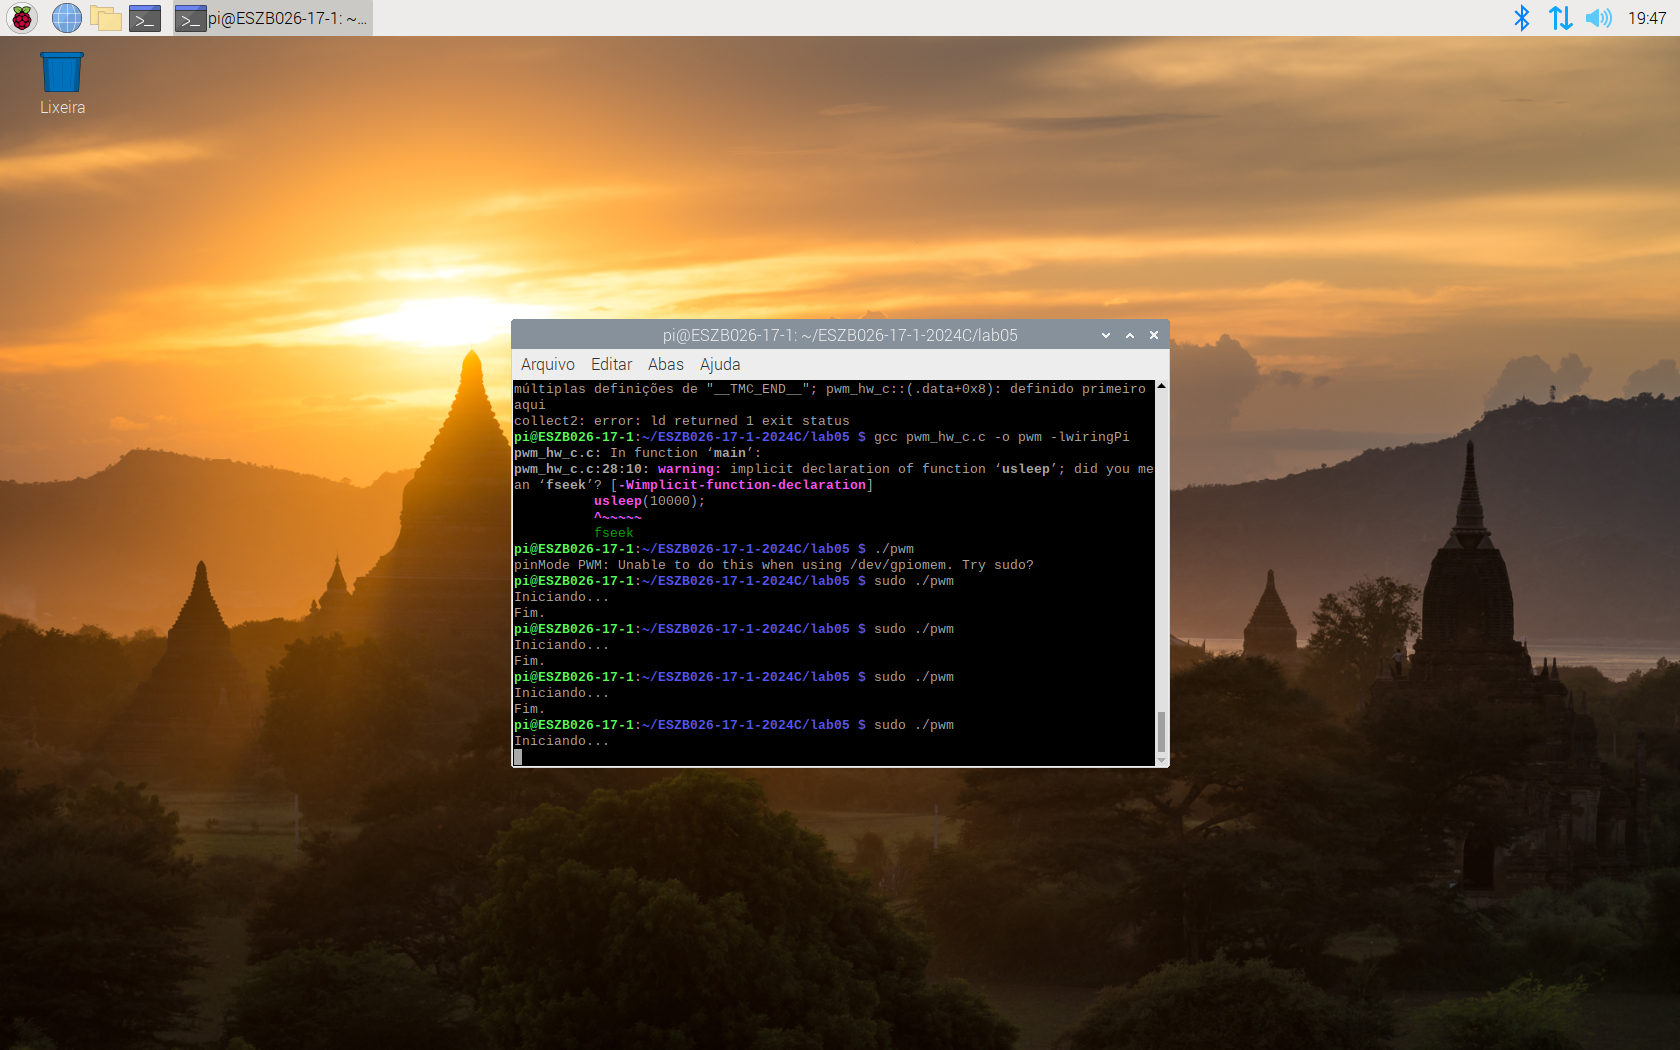 pi@ESZB026-17-1: ~...
19:47
Lixeira
pi@ESZB026-17-1: ~/ESZB026-17-1-2024C/lab05
Arquivo Editar Abas Ajuda
múltiplas definições de "__TMC_END__"; pwm_hw_c::(.data+0x8): definido primeiro
aqui
collect2: error: ld returned 1 exit status
pi@ESZB026-17-1:~/ESZB026-17-1-2024C/lab05 $ gcc pwm_hw_c.c -o pwm -lwiringPi
pwm_hw_c.c: In function ‘main’:
pwm_hw_c.c:28:10: warning: implicit declaration of function ‘usleep’; did you me
an ‘fseek’? [-Wimplicit-function-declaration]
usleep(10000);
^~~~~~
fseek
pi@ESZB026-17-1:~/ESZB026-17-1-2024C/lab05 $ ./pwm
pinMode PWM: Unable to do this when using /dev/gpiomem. Try sudo?
pi@ESZB026-17-1:~/ESZB026-17-1-2024C/lab05 $ sudo ./pwm
Iniciando...
Fim.
pi@ESZB026-17-1:~/ESZB026-17-1-2024C/lab05 $ sudo ./pwm
Iniciando...
Fim.
pi@ESZB026-17-1:~/ESZB026-17-1-2024C/lab05 $ sudo ./pwm
Iniciando...
Fim.
pi@ESZB026-17-1:~/ESZB026-17-1-2024C/lab05 $ sudo ./pwm
Iniciando...